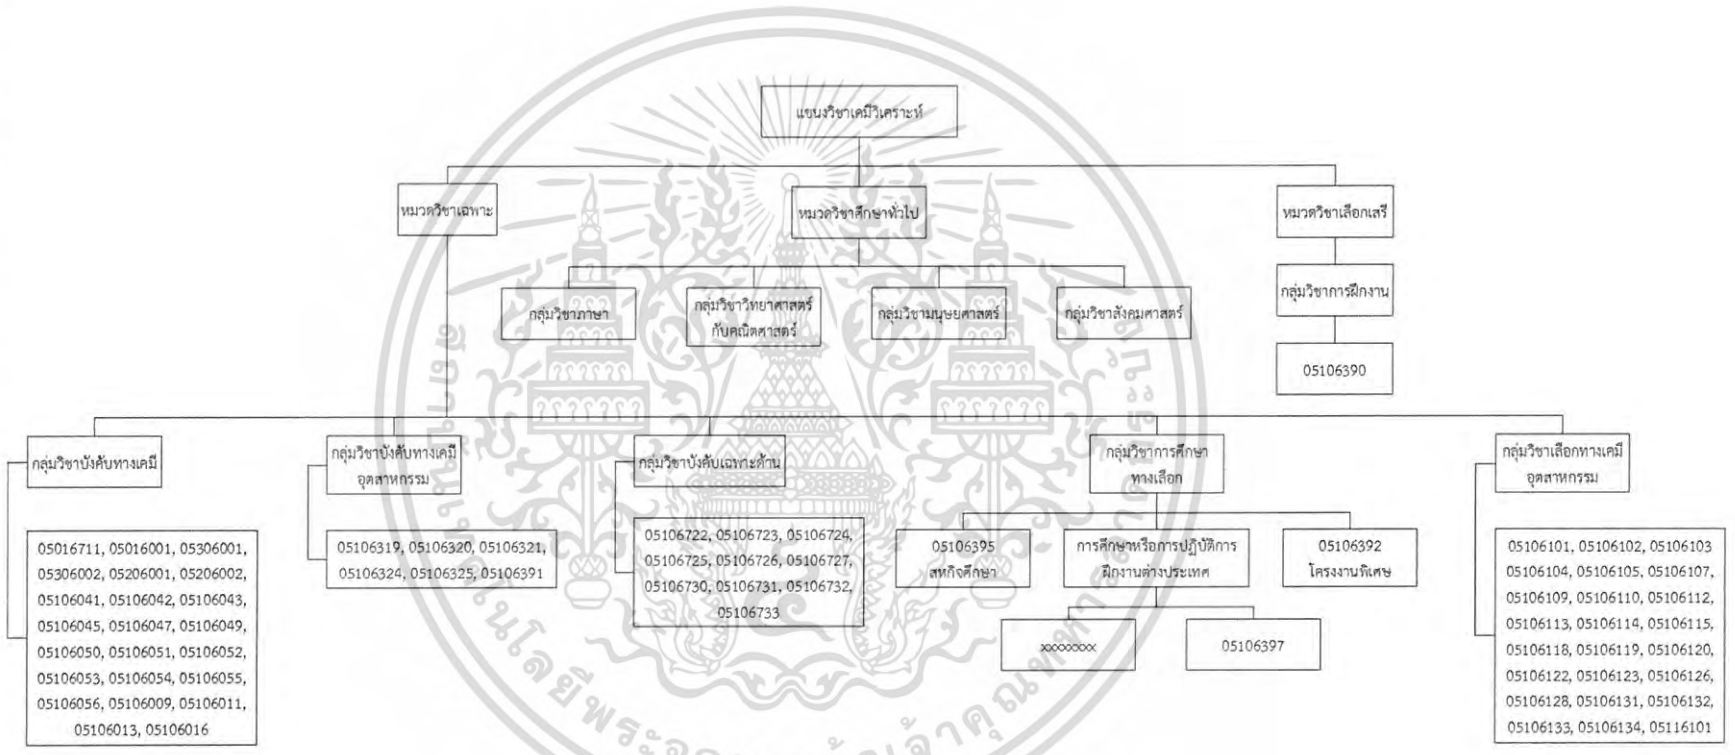 แขนงวิชาเคมีวิเคราะห์
หมวดวิชาเฉพาะ
หมวดวิชาศึกษาทั่วไป
หมวดวิชาเลือกเสรี
กลุ่มวิชาภาษา
กลุ่มวิชาวิทยาศาสตร์
กับคณิตศาสตร์
กลุ่มวิชามนุษยศาสตร์
กลุ่มวิชาสังคมศาสตร์
กลุ่มวิชาการฝึกงาน
05106390
กลุ่มวิชาบังคับทางเคมี
05016711, 05016001, 05306001,
05306002, 05206001, 05206002,
05106041, 05106042, 05106043,
05106045, 05106047, 05106049,
05106050, 05106051, 05106052,
05106053, 05106054, 05106055,
05106056, 05106009, 05106011,
05106013, 05106016
กลุ่มวิชาบังคับทางเคมี
อุตสาหกรรม
05106319, 05106320, 05106321,
05106324, 05106325, 05106391
กลุ่มวิชาบังคับเฉพาะด้าน
05106722, 05106723, 05106724,
05106725, 05106726, 05106727,
05106730, 05106731, 05106732,
05106733
กลุ่มวิชาการศึกษา
ทางเลือก
05106395
สหกิจศึกษา
การศึกษาหรือการปฏิบัติการ
ฝึกงานต่างประเทศ
05106392
โครงงานพิเศษ
xxxxxxxx
05106397
กลุ่มวิชาเลือกทางเคมี
อุตสาหกรรม
05106101, 05106102, 05106103
05106104, 05106105, 05106107,
05106109, 05106110, 05106112,
05106113, 05106114, 05106115,
05106118, 05106119, 05106120,
05106122, 05106123, 05106126,
05106128, 05106131, 05106132,
05106133, 05106134, 05116101